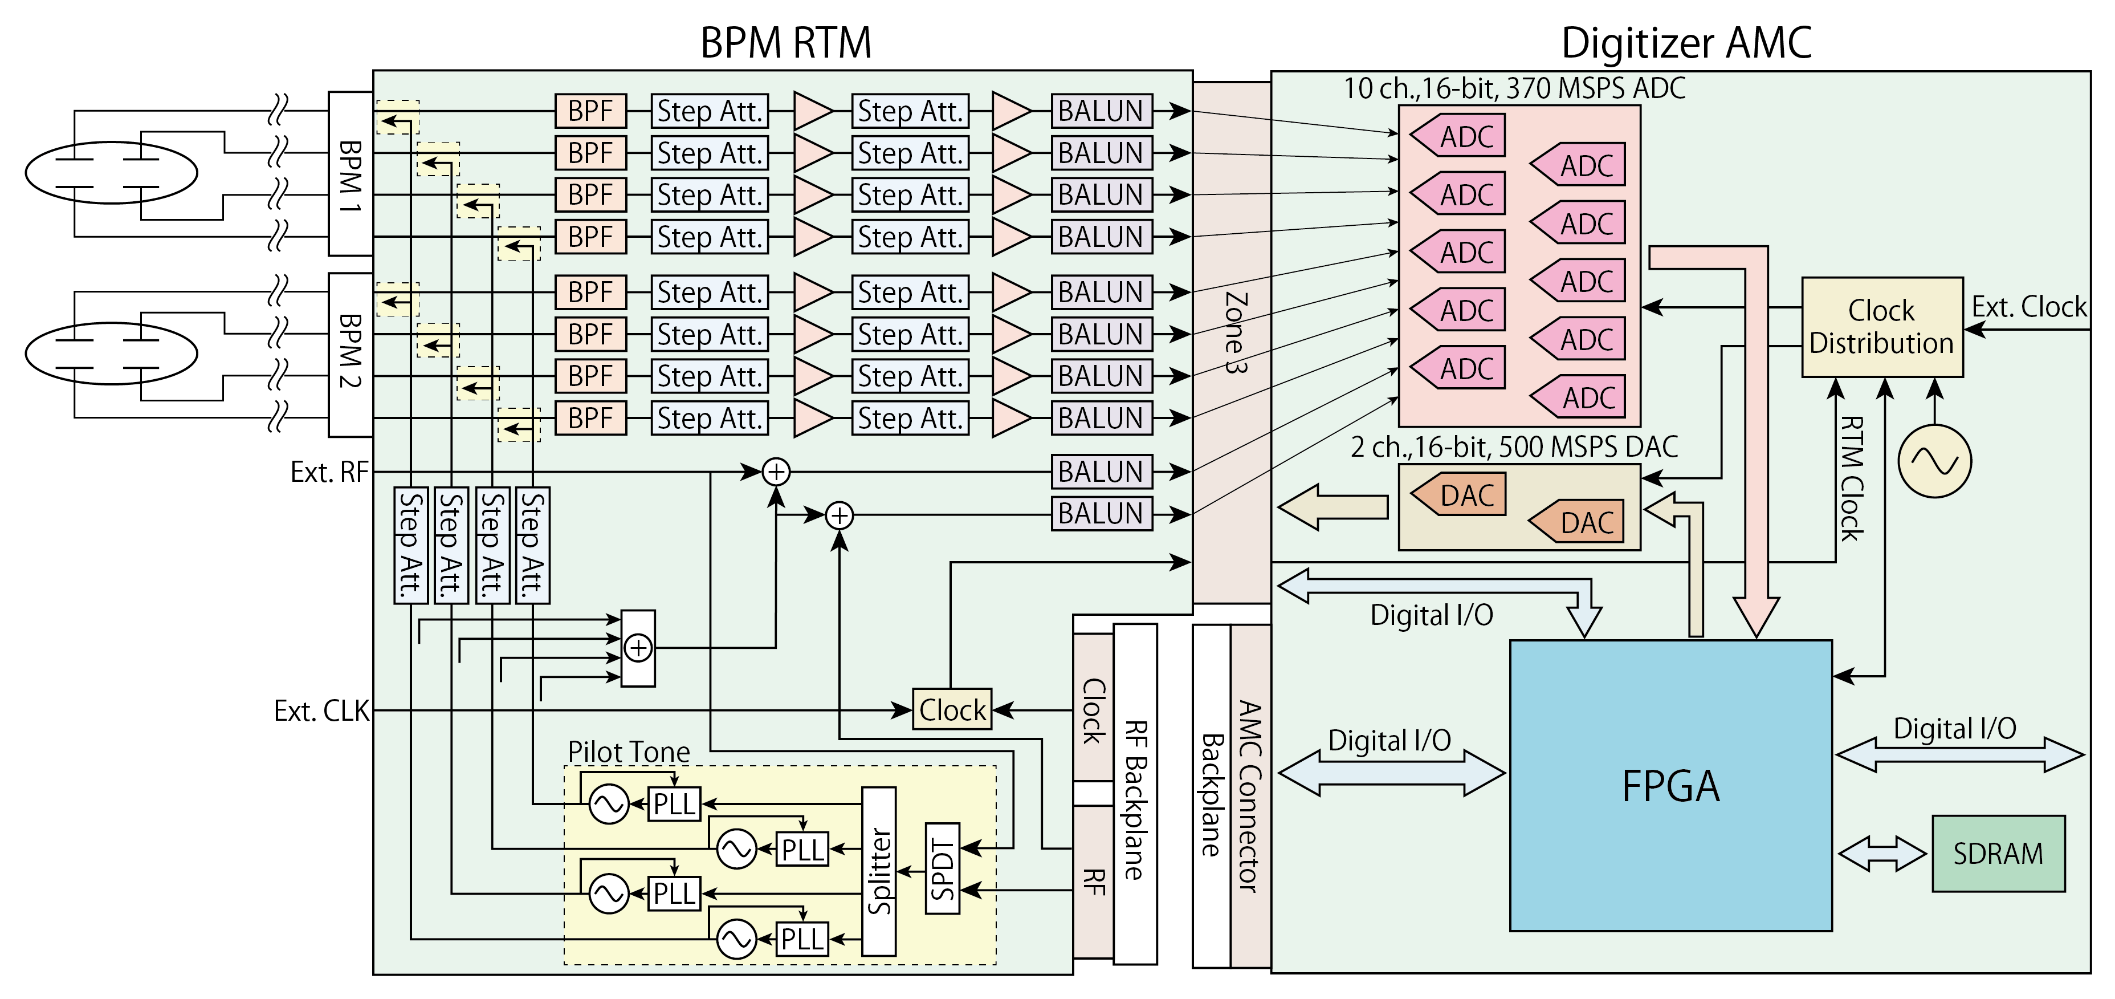 BPM RTM
Digitizer AMC
BPM 1
BPF Step Att. Step Att. BALUN
BPF Step Att. Step Att. BALUN
BPF Step Att. Step Att. BALUN
BPF Step Att. Step Att. BALUN
BPM 2
BPF Step Att. Step Att. BALUN
BPF Step Att. Step Att. BALUN
BPF Step Att. Step Att. BALUN
BPF Step Att. Step Att. BALUN
Ext. RF
+
BALUN
+
BALUN
Step Att.
Step Att.
Step Att.
Step Att.
+
Ext. CLK
Clock
Pilot Tone
PLL
PLL
PLL
PLL
Splitter
SPDT
Clock
RF
RF Backplane
Zone 3
Backplane
AMC Connector
10 ch.,16-bit, 370 MSPS ADC
ADC
ADC
ADC
ADC
ADC
ADC
ADC
ADC
ADC
ADC
2 ch.,16-bit, 500 MSPS DAC
DAC
DAC
Clock
Distribution
Ext. Clock
RTM Clock
Digital I/O
Digital I/O
Digital I/O
FPGA
SDRAM